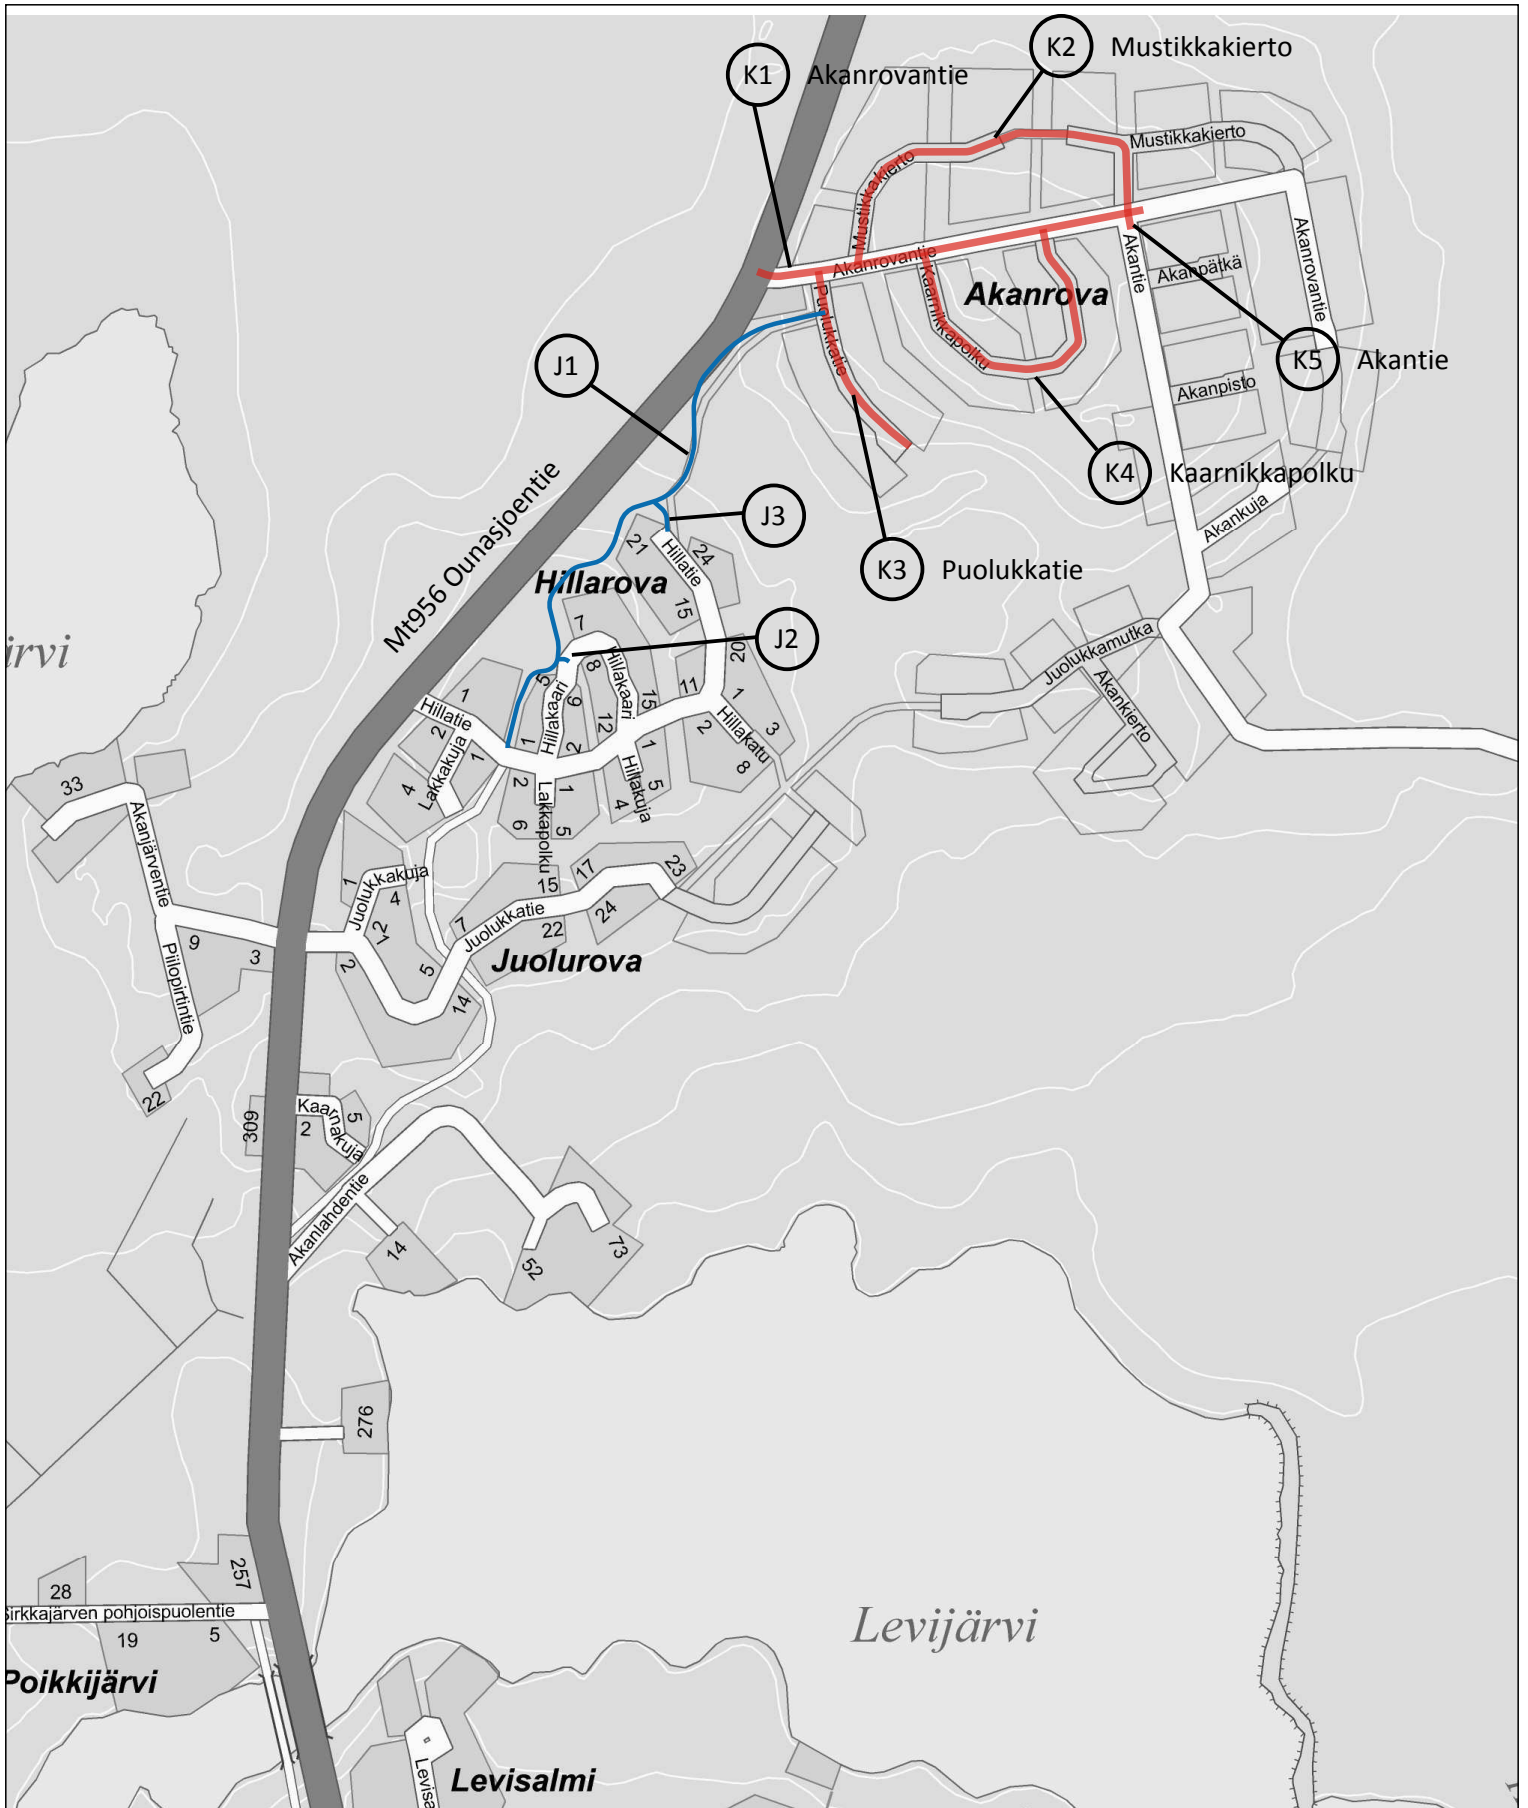 K2 Mustikkakierto
K1 Akanrovantie
Mustikkakierto
Mustikkakierto
Akanrovantie
Akantie
Akanpätkä
Akanrovantie
Kaarnikkapolku
Akanrova
Puolukkatie
J1
K5 Akantie
Akanpisto
K4 Kaarnikkapolku
Mt956 Ounasjoentie
J3
Akankuja
21
Hillatie
24
K3 Puolukkatie
Hillarova
15
7
J2
Juolukkamutka
irvi
8
20
5
Hillakaari
Hillakaari
6
15
11
1
Akankierto
1
Hillatie
2
12
2
3
Hillakatu
1
2
1
1
Lakkakuja
Hillakuja
8
33
4
2
1
5
4
Lakkapolku
6
5
Akanjärventie
17
23
1
Juolukkakuja
4
15
24
7
Juolukkatie
22
2
1
9
3
2
5
Juolurova
Piilopirtintie
14
22
309
Kaarnakuja
2
5
Akanlahdentie
14
52
73
276
257
28
Sirkkajärven pohjoispuolentie
19
5
Levijärvi
Poikkijärvi
Levisa
Levisalmi